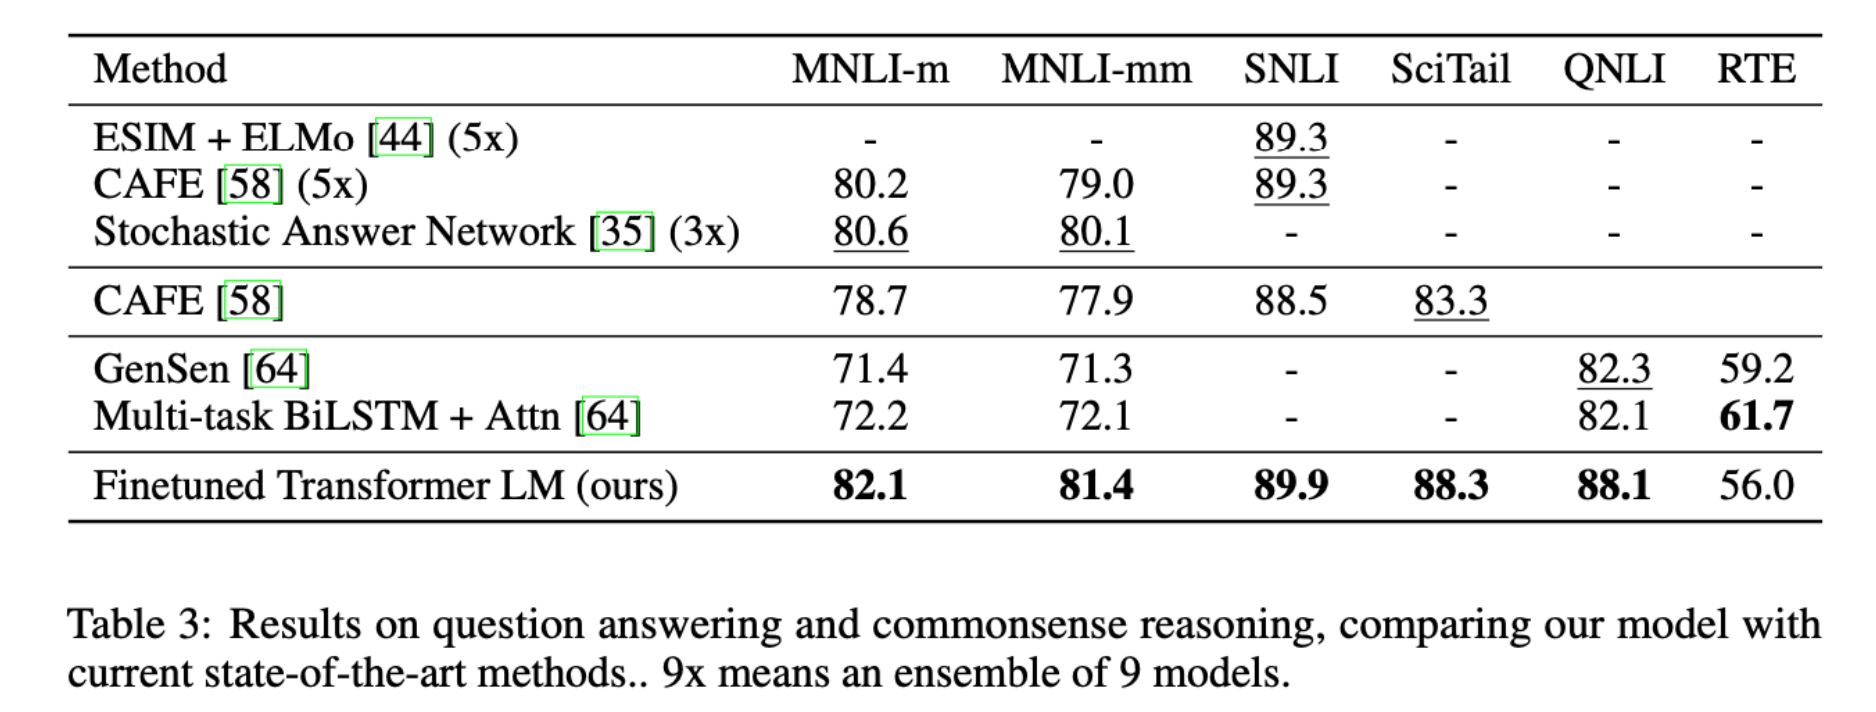 Method MNLI-m MNLI-mm SNLI SciTail QNLI RTE
ESIM + ELMo [44] (5x) - - 89.3 - - -
CAFE [58] (5x) 80.2 79.0 89.3 - - -
Stochastic Answer Network [35] (3x) 80.6 80.1 - - - -
CAFE [58] 78.7 77.9 88.5 83.3
GenSen [64] 71.4 71.3 - - 82.3 59.2
Multi-task BiLSTM + Attn [64] 72.2 72.1 - - 82.1 61.7
Finetuned Transformer LM (ours) 82.1 81.4 89.9 88.3 88.1 56.0
Table 3: Results on question answering and commonsense reasoning, comparing our model with
current state-of-the-art methods.. 9x means an ensemble of 9 models.